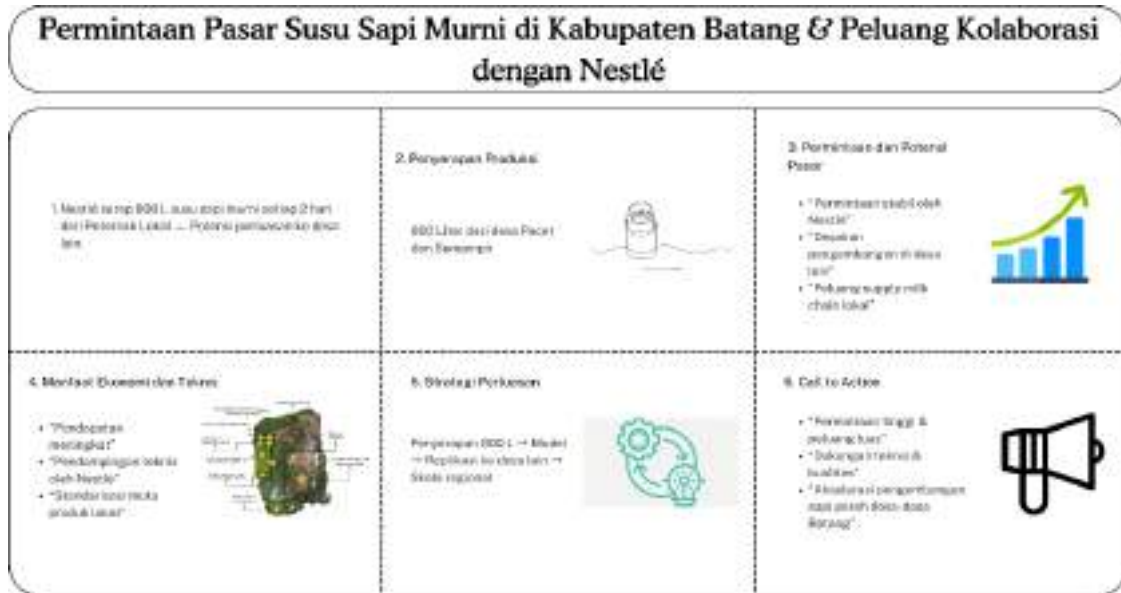 Permintaan Pasar Susu Sapi Murni di Kabupaten Batang & Peluang Kolaborasi
dengan Nestlé
1. Nestlé serap 800 L susu sapi murni setiap 2 hari
dari Peternak Lokal → Potensi perluasan ke desa
lain
2. Penyerapan Produksi
800 Liter dari desa Pacet
dan
3. Permintaan dan Potensi
Pasar
• "Permintaan stabil oleh
Nestlé"
• "
pengembangan di desa
lain"
• "Peluang supply milk
chain lokal"
4. Manfaat Ekonomi dan Teknis
• "Pendapatan
meningkat"
• "Pendampingan teknis
oleh Nestlé"
• "Standarisasi mutu
produk lokal"
5. Strategi Perluasan
Penyerapan 800 L → Model
→ Replikasi ke desa lain →
Skala regional
6. Call to Action
• "Permintaan tinggi &
peluang luas"
• "Dukungan teknis &
kualitas"
• "Akselerasi pengembangan
sapi perah desa-desa
Batang"